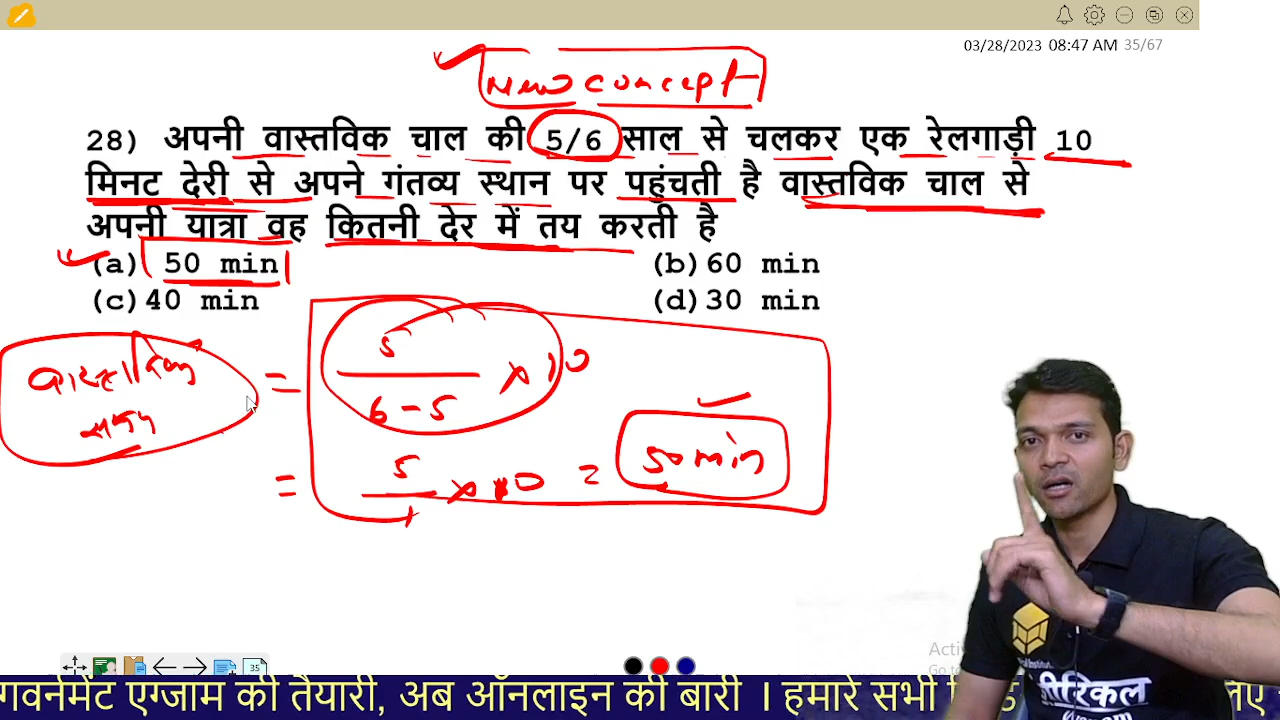 03/28/2023 08:47 AM 35/67
New concept
28) अपनी वास्तविक चाल की 5/6 साल से चलकर एक रेलगाड़ी 10
मिनट देरी से अपने गंतव्य स्थान पर पहुंचती है वास्तविक चाल से
अपनी यात्रा वह कितनी देर में तय करती है
(a) 50 min (b) 60 min
(c) 40 min (d) 30 min
वास्तविक
समय
= 5 / 6-5 × 10
= 5 / 1 × 10 = 50 min
35
गवर्नमेंट एग्जाम की तैयारी, अब ऑनलाइन की बारी । हमारे सभी